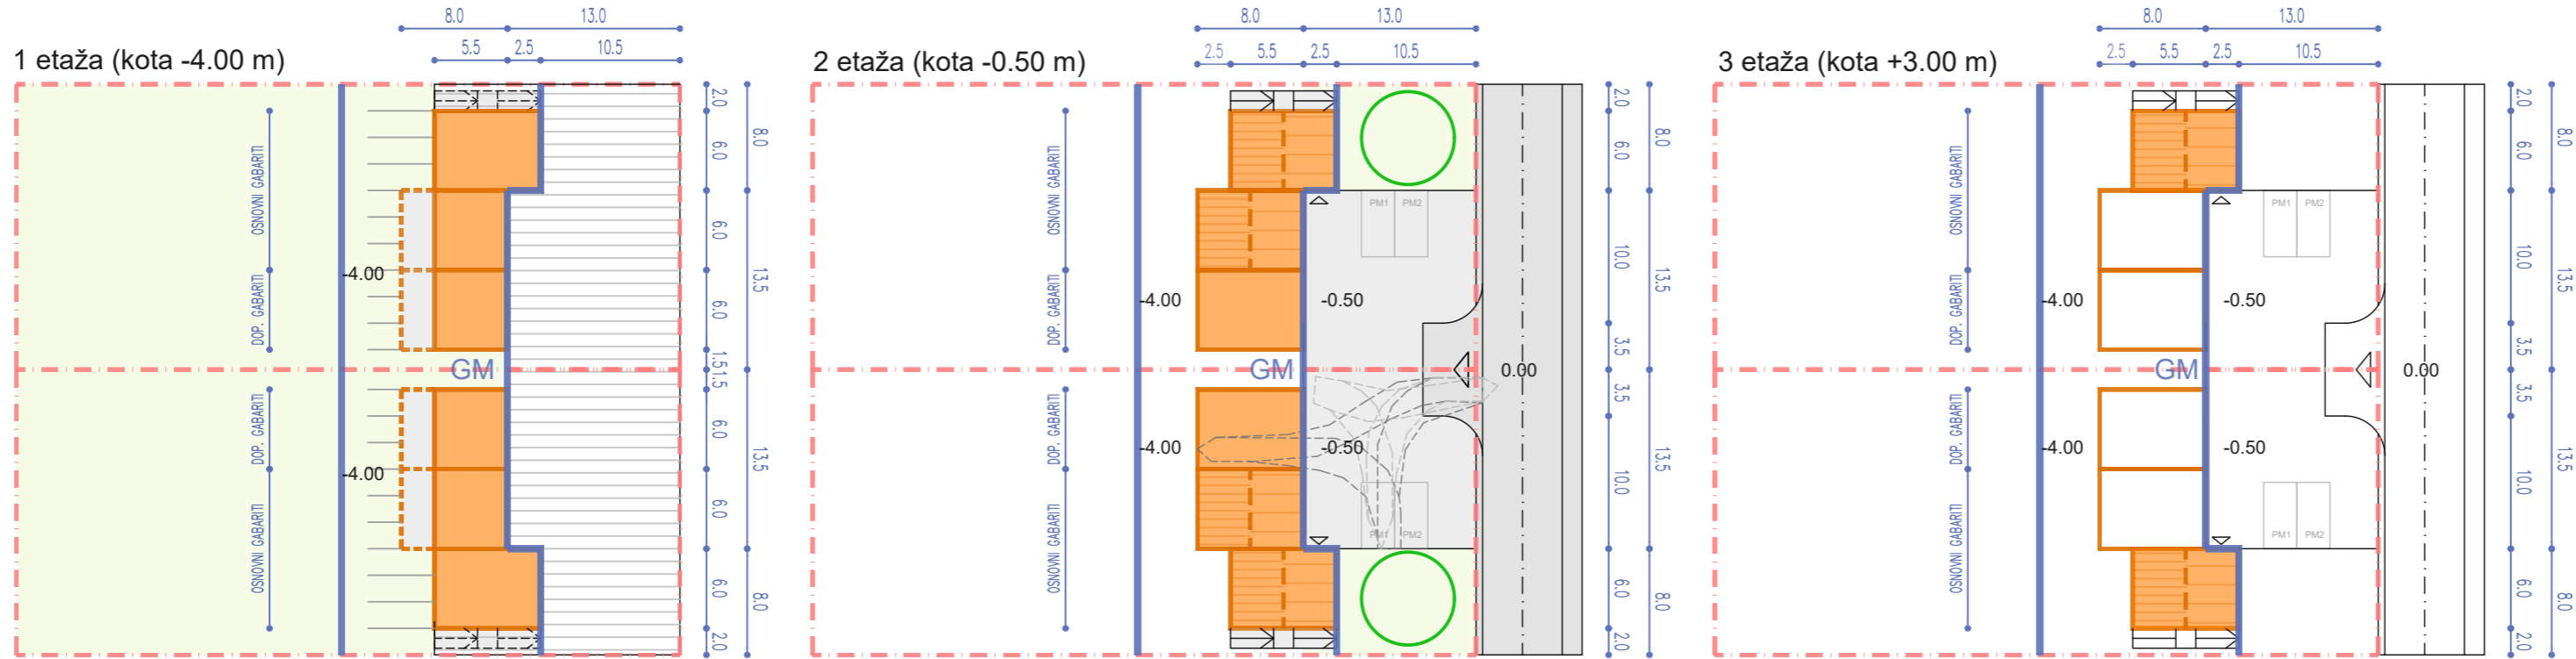 1 etaža (kota -4.00 m)
8.0
13.0
5.5
2.5
10.5
OSNOVNI GABARITI
DOP. GABARITI
DOP. GABARITI
OSNOVNI GABARITI
-4.00
-4.00
GM
2.0
6.0
6.0
6.0
1.5
1.5
6.0
6.0
6.0
2.0
8.0
13.5
13.5
8.0
2 etaža (kota -0.50 m)
8.0
13.0
2.5
5.5
2.5
10.5
OSNOVNI GABARITI
DOP. GABARITI
DOP. GABARITI
OSNOVNI GABARITI
PM1
PM2
-4.00
-0.50
GM
0.00
-4.00
-0.50
PM1
PM2
2.0
6.0
10.0
3.5
3.5
10.0
6.0
2.0
8.0
13.5
13.5
8.0
3 etaža (kota +3.00 m)
8.0
13.0
2.5
5.5
2.5
10.5
OSNOVNI GABARITI
DOP. GABARITI
DOP. GABARITI
OSNOVNI GABARITI
PM1
PM2
-4.00
-0.50
GM
0.00
-4.00
-0.50
PM1
PM2
2.0
6.0
10.0
3.5
3.5
10.0
6.0
2.0
8.0
13.5
13.5
8.0